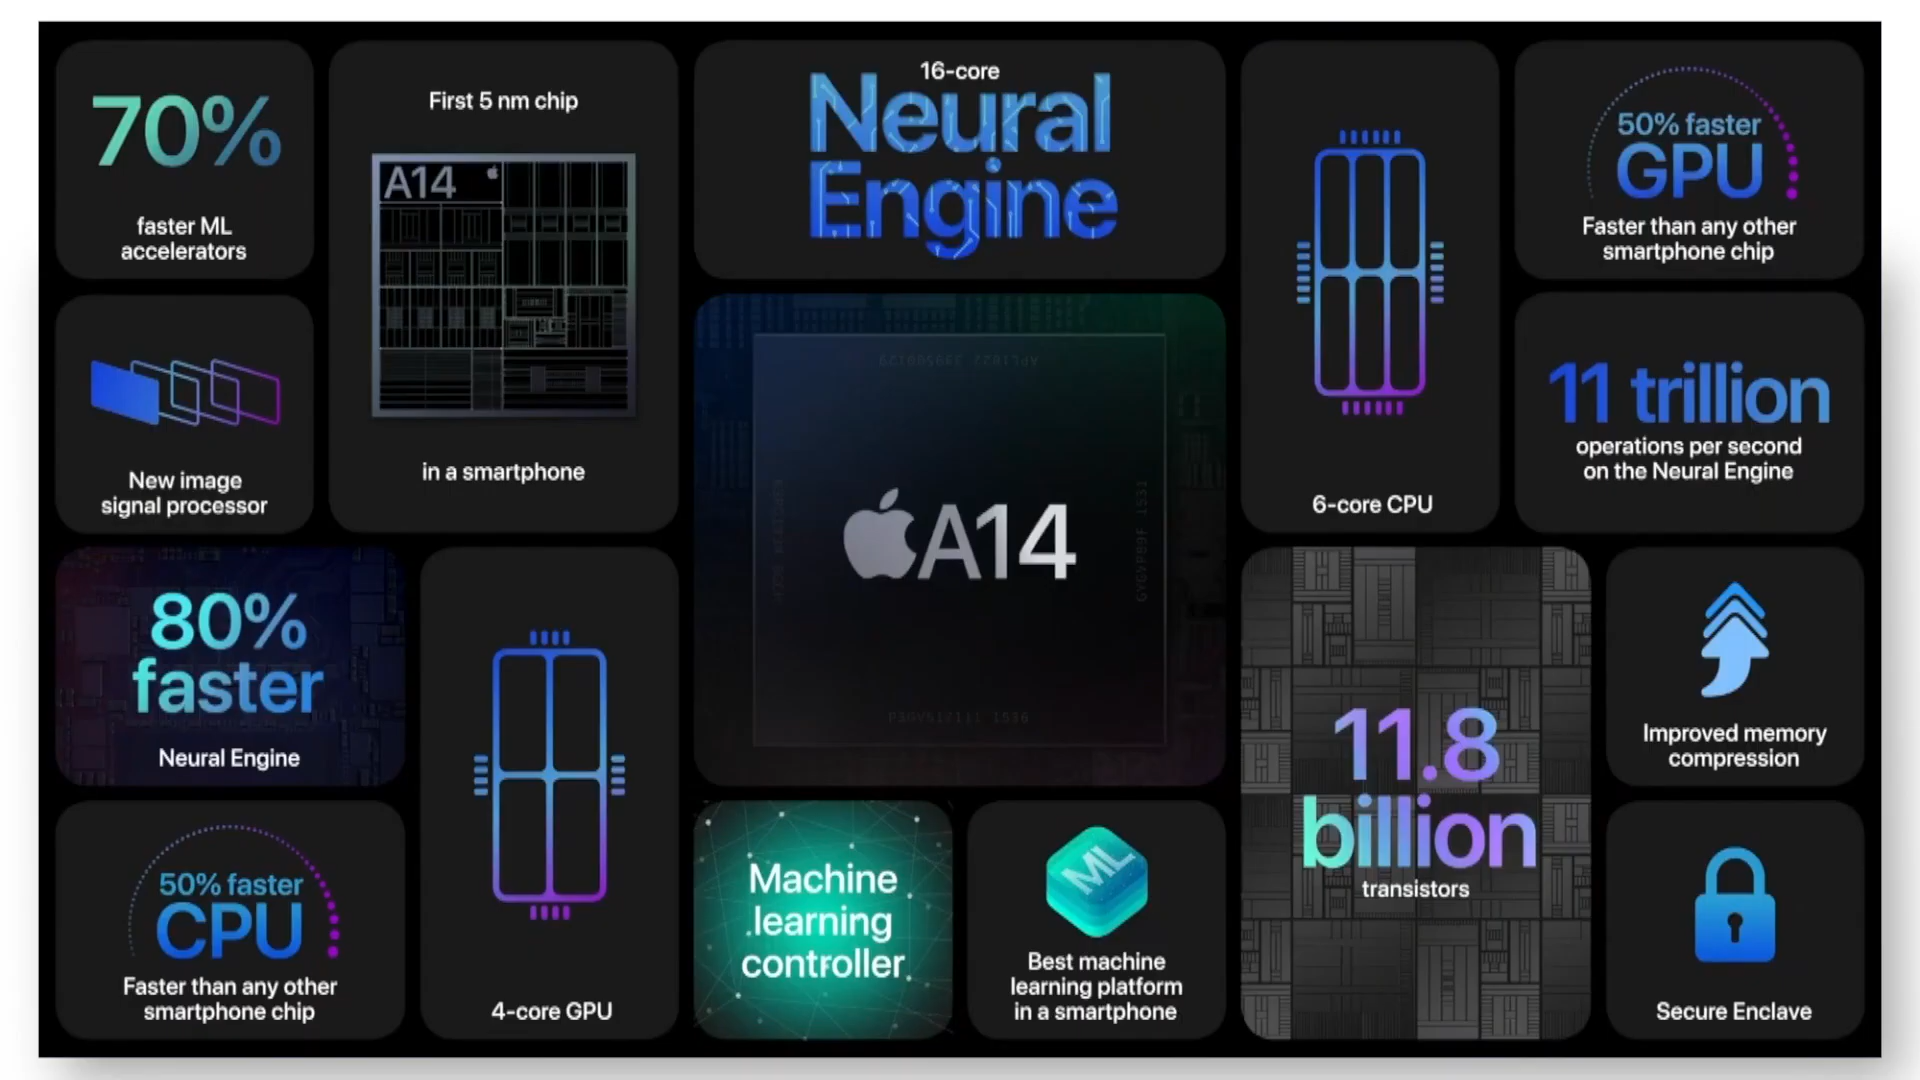 70%
faster ML
accelerators
First 5 nm chip
A14
in a smartphone
16-core
Neural
Engine
6-core CPU
50% faster
GPU
Faster than any other
smartphone chip
New image
signal processor
A14
11 trillion
operations per second
on the Neural Engine
80%
faster
Neural Engine
4-core GPU
11.8
billion
transistors
Improved memory
compression
50% faster
CPU
Faster than any other
smartphone chip
Machine
learning
controller
ML
Best machine
learning platform
in a smartphone
Secure Enclave